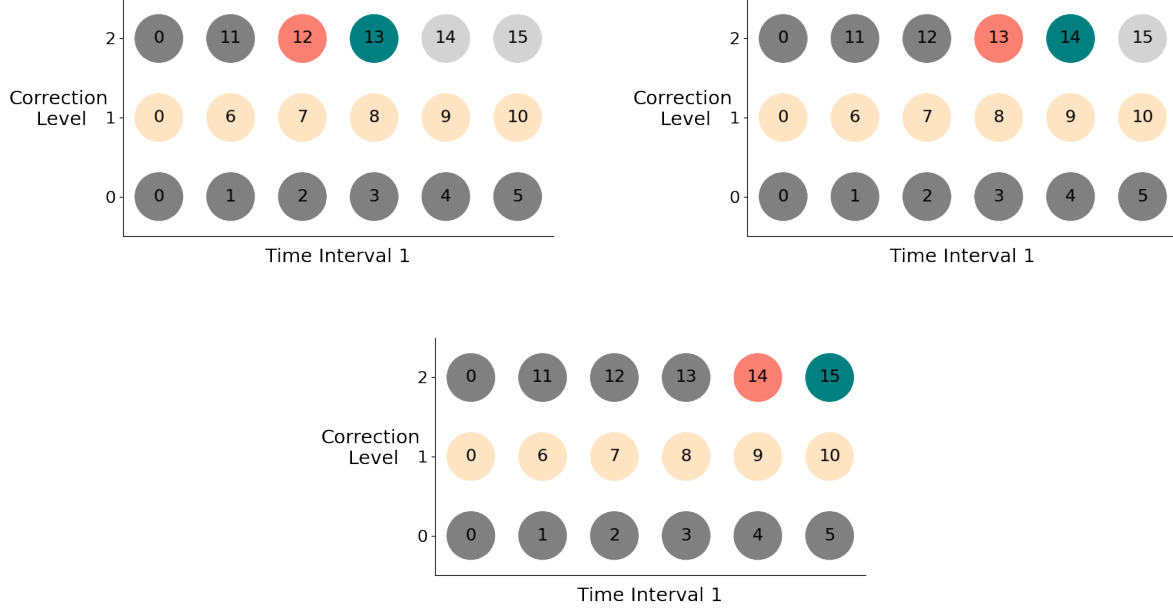 2 0 11 12 13 14 15
Correction
Level
1 0 6 7 8 9 10
0 0 1 2 3 4 5
Time Interval 1
2 0 11 12 13 14 15
Correction
Level
1 0 6 7 8 9 10
0 0 1 2 3 4 5
Time Interval 1
2 0 11 12 13 14 15
Correction
Level
1 0 6 7 8 9 10
0 0 1 2 3 4 5
Time Interval 1